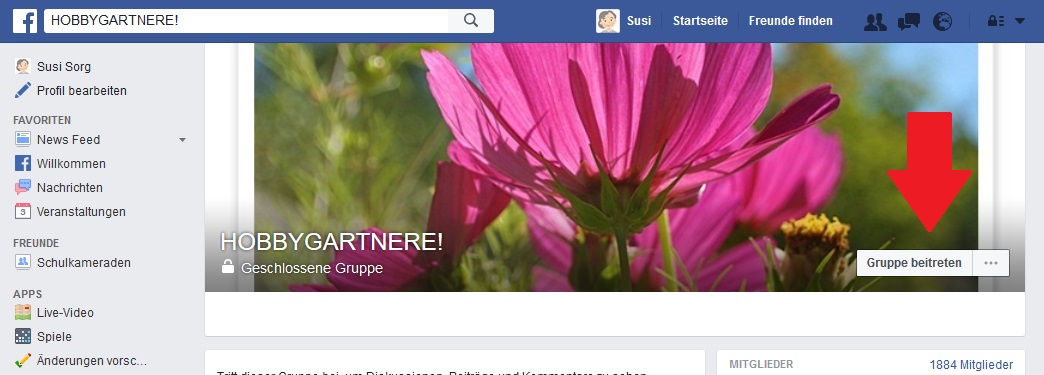 HOBBYGARTNERE!
Susi
Startseite
Freunde finden
Susi Sorg
Profil bearbeiten
FAVORITEN
News Feed
Willkommen
Nachrichten
3
Veranstaltungen
FREUNDE
Schulkameraden
APPS
Live-Video
Spiele
Änderungen vorsc...
HOBBYGARTNERE!
Geschlossene Gruppe
Gruppe beitreten
Tritt dieser Gruppe bei, um Diskussionen, Beiträge und Kommentare zu sehen.
MITGLIEDER
1884 Mitglieder